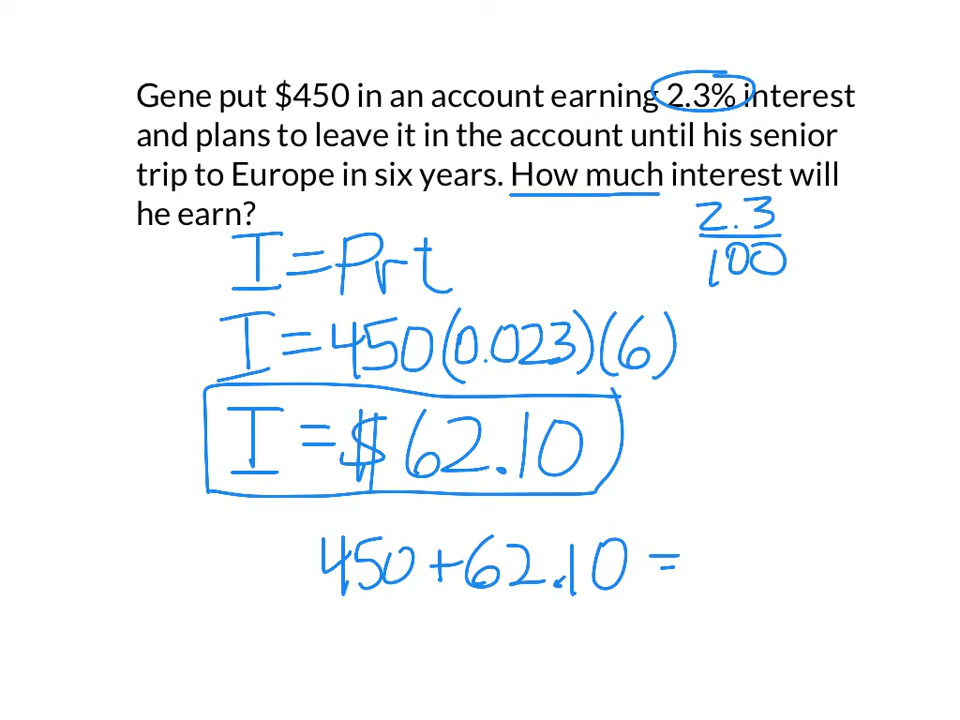 Gene put $450 in an account earning 2.3% interest
and plans to leave it in the account until his senior
trip to Europe in six years. How much interest will
he earn?
2.3
100
I = Prt
I = 450(0.023)(6)
I = $62.10
450+62.10 =